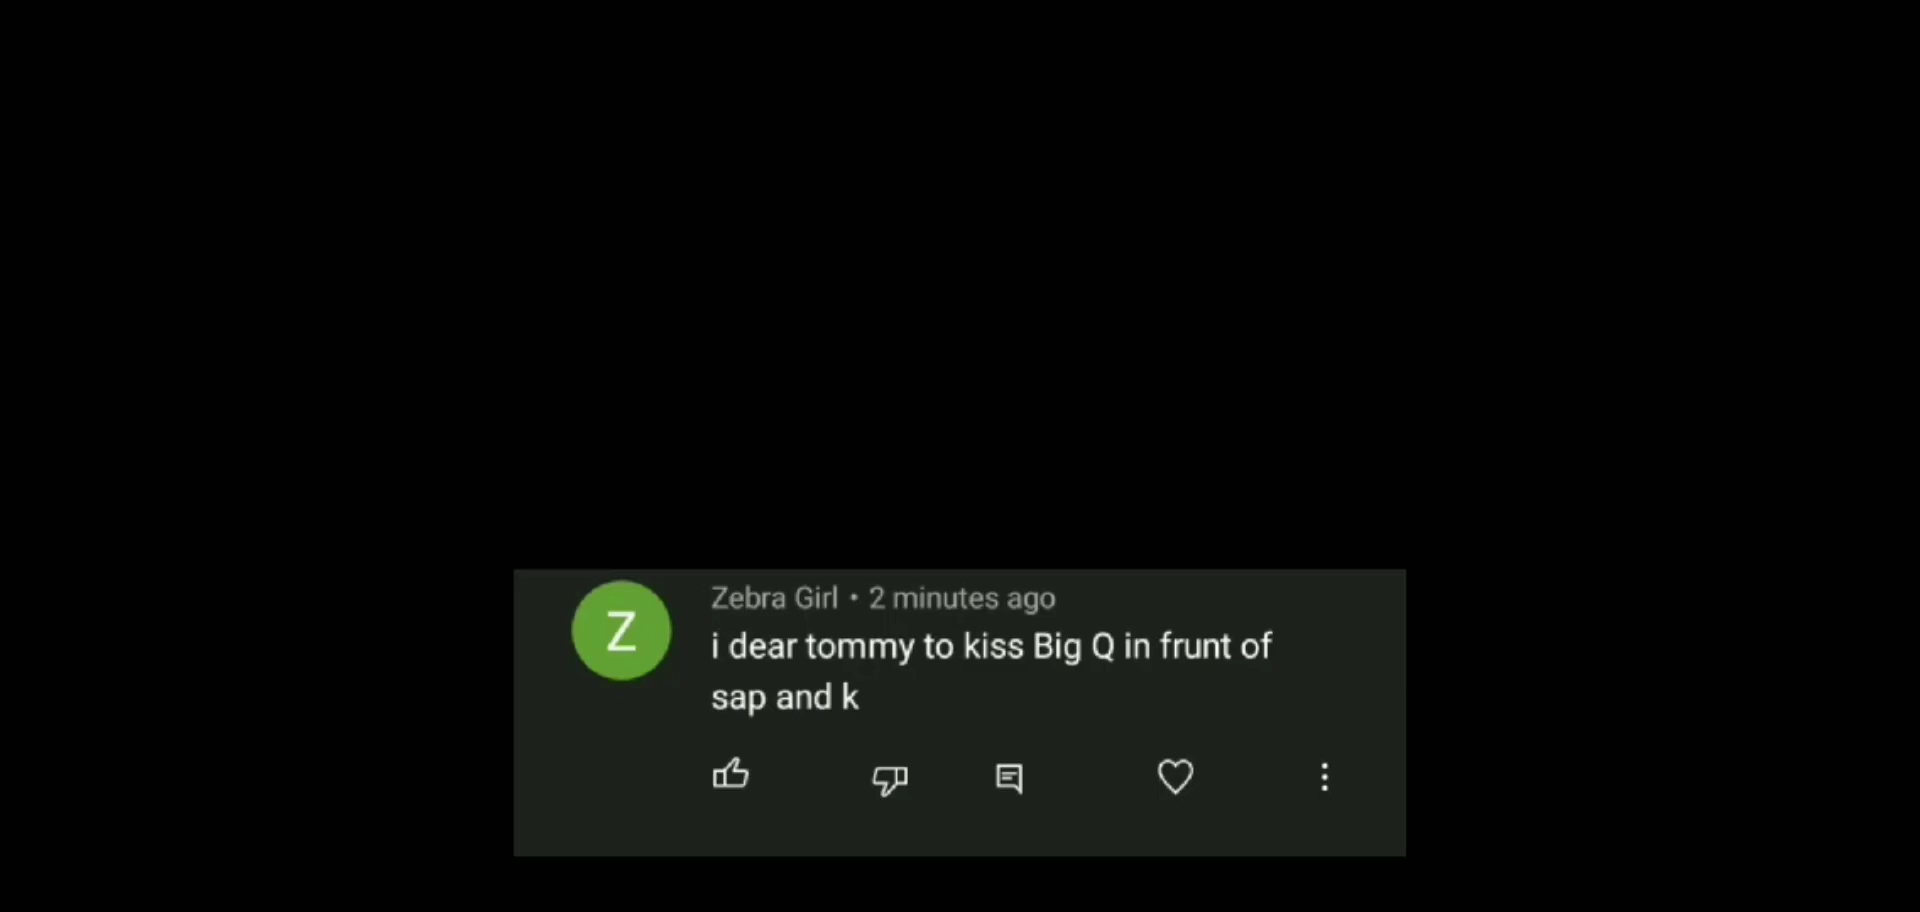 Z
Zebra Girl • 2 minutes ago
i dear tommy to kiss Big Q in frunt of
sap and k